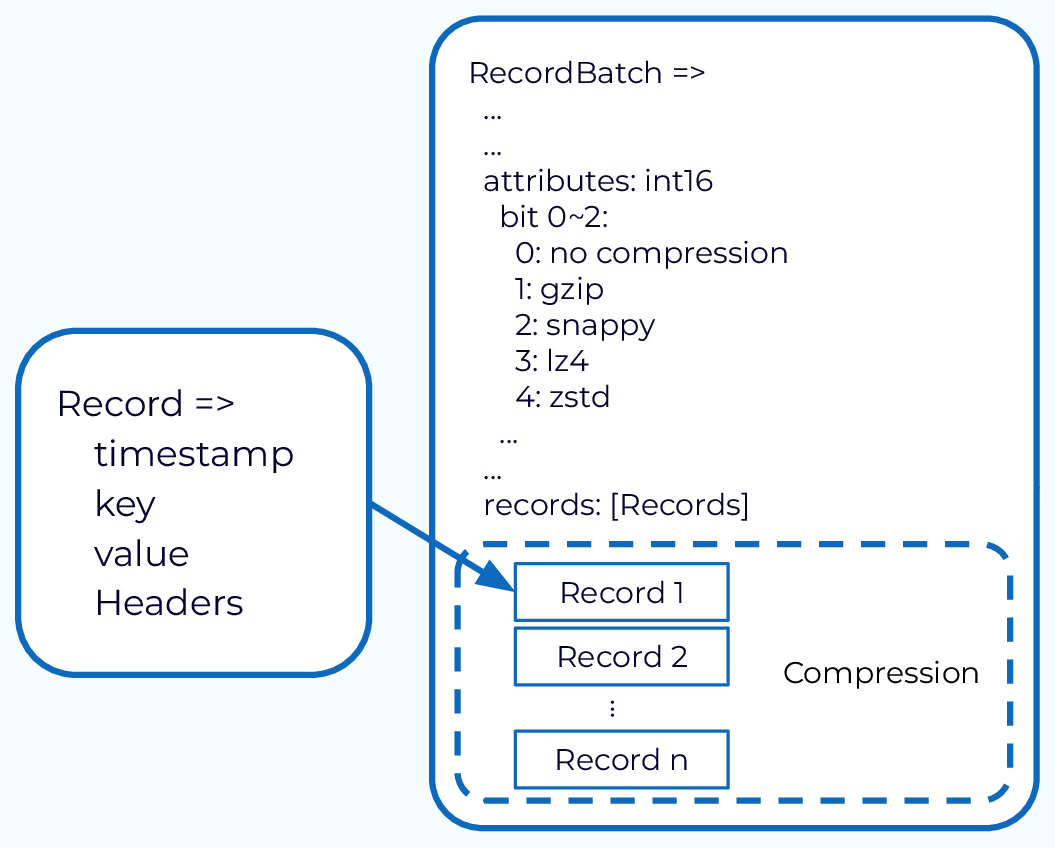 RecordBatch =>
...
...
attributes: int16
bit 0~2:
0: no compression
1: gzip
2: snappy
3: lz4
4: zstd
...
...
records: [Records]
Record 1
Record 2
⋮
Record n
Compression
Record =>
timestamp
key
value
Headers